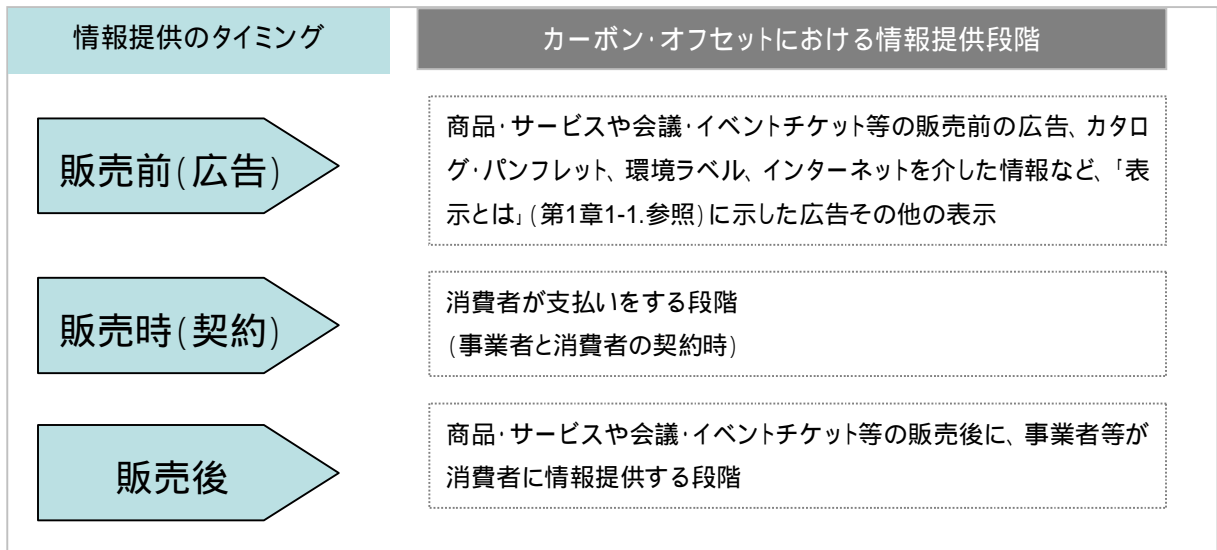 情報提供のタイミング
カーボン・オフセットにおける情報提供段階
販売前(広告)
商品・サービスや会議・イベントチケット等の販売前の広告、カタロ
グ・パンフレット、環境ラベル、インターネットを介した情報など、「表
示とは」(第1章1-1.参照)に示した広告その他の表示
販売時(契約)
消費者が支払いをする段階
(事業者と消費者の契約時)
販売後
商品・サービスや会議・イベントチケット等の販売後に、事業者等が
消費者に情報提供する段階